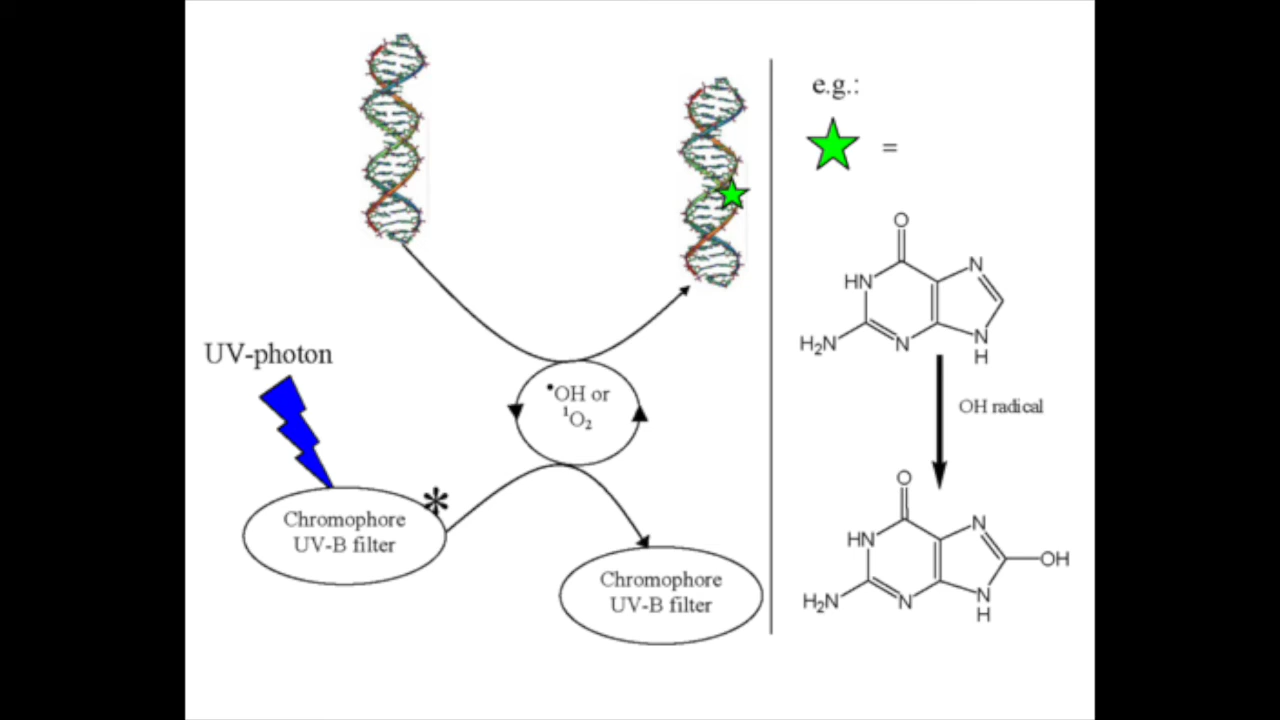 UV-photon
Chromophore
UV-B filter
*
•OH or
¹O₂
Chromophore
UV-B filter
e.g.:
=
O
HN
N
H₂N
N
N
H
OH radical
O
HN
N
OH
H₂N
N
N
H